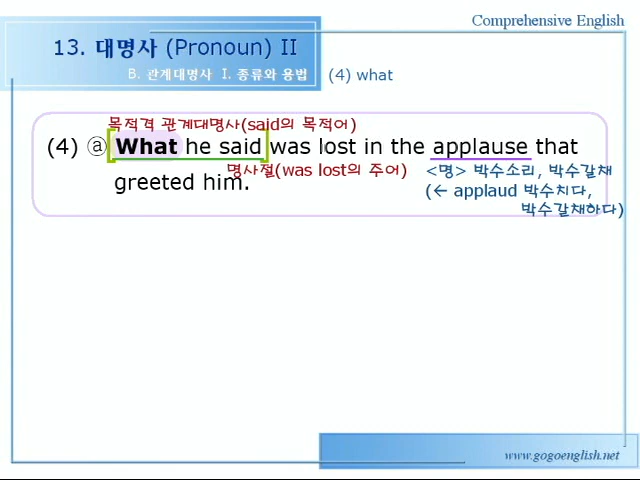 Comprehensive English
13. 대명사 (Pronoun) II
B. 관계대명사 I. 종류와 용법
(4) what
목적격 관계대명사(said의 목적어)
(4) ⓐ What he said was lost in the applause that
명사절(was lost의 주어)
<명> 박수소리, 박수갈채
greeted him.
(← applaud 박수치다,
박수갈채하다)
www.gogoenglish.net